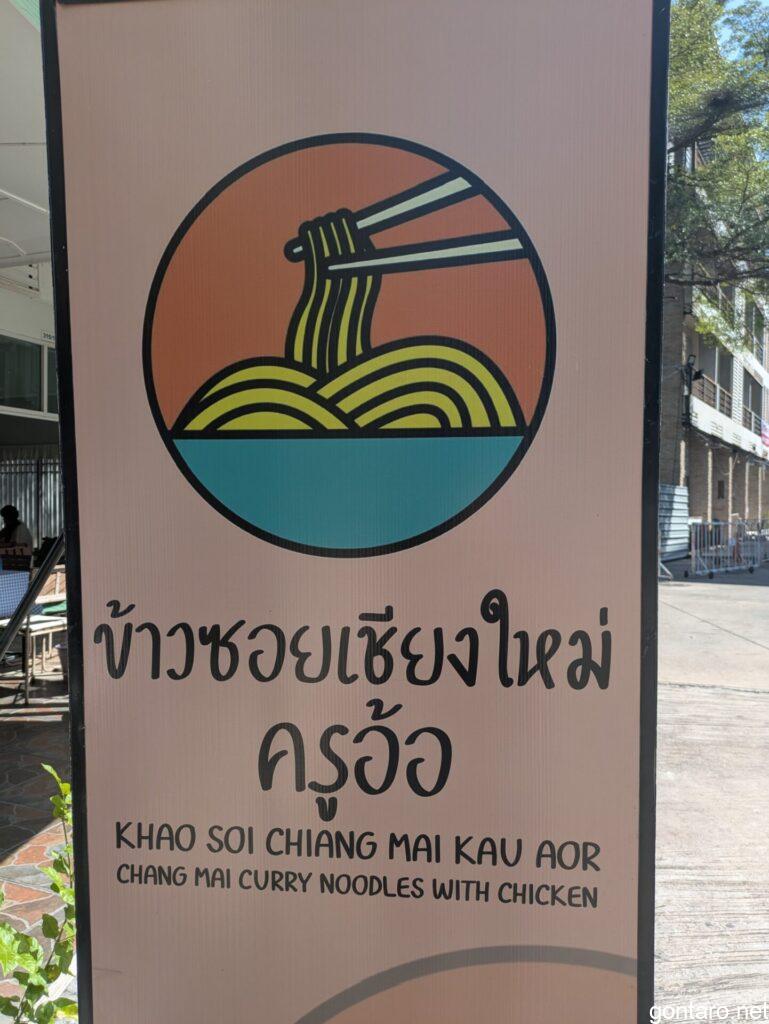 ข้าวซอยเชียงใหม่
ครูอ้อ
KHAO SOI CHIANG MAI KAU AOR
CHANG MAI CURRY NOODLES WITH CHICKEN
gontaro.net